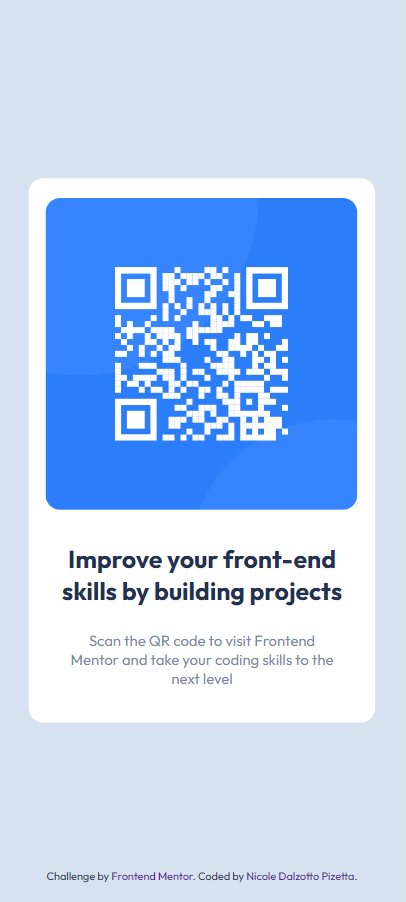 Improve your front-end
skills by building projects
Scan the QR code to visit Frontend
Mentor and take your coding skills to the
next level
Challenge by Frontend Mentor. Coded by Nicole Dalzotto Pizetta.